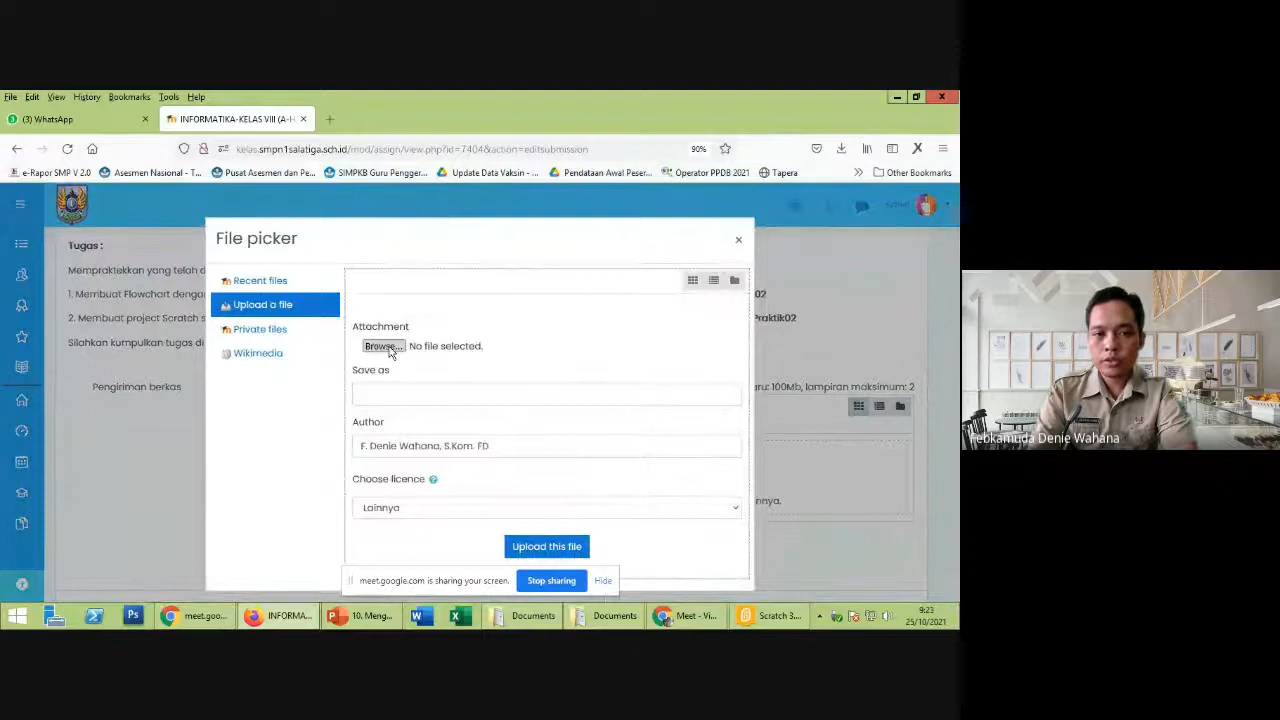 File Edit View History Bookmarks Tools Help
(3) WhatsApp
INFORMATIKA-KELAS VIII (A-H
kelas.smpn1salatiga.sch.id/mod/assign/view.php?id=7404&action=editsubmission
90%
e-Rapor SMP V 2.0 Asesmen Nasional - T... Pusat Asesmen dan Pe... SIMPKB Guru Pengger... Update Data Vaksin - ... Pendataan Awal Peser... Operator PPDB 2021 Tapera Other Bookmarks
Tugas :
Mempraktekkan yang telah d
1. Membuat Flowchart dengan
02
2. Membuat project Scratch s
Praktik02
Silahkan kumpulkan tugas di
Pengiriman berkas
aru: 100Mb, lampiran maksimum: 2
nnya.
File picker
Recent files
Upload a file
Private files
Wikimedia
Attachment
Browse... No file selected.
Save as
Author
F. Denie Wahana, S.Kom. FD
Choose licence
Lainnya
Upload this file
meet.google.com is sharing your screen. Stop sharing Hide
Febkamuda Denie Wahana
Ps meet.goo... INFORMA... 10. Meng... Documents Documents Meet - Vi... Scratch 3....
9:23
25/10/2021